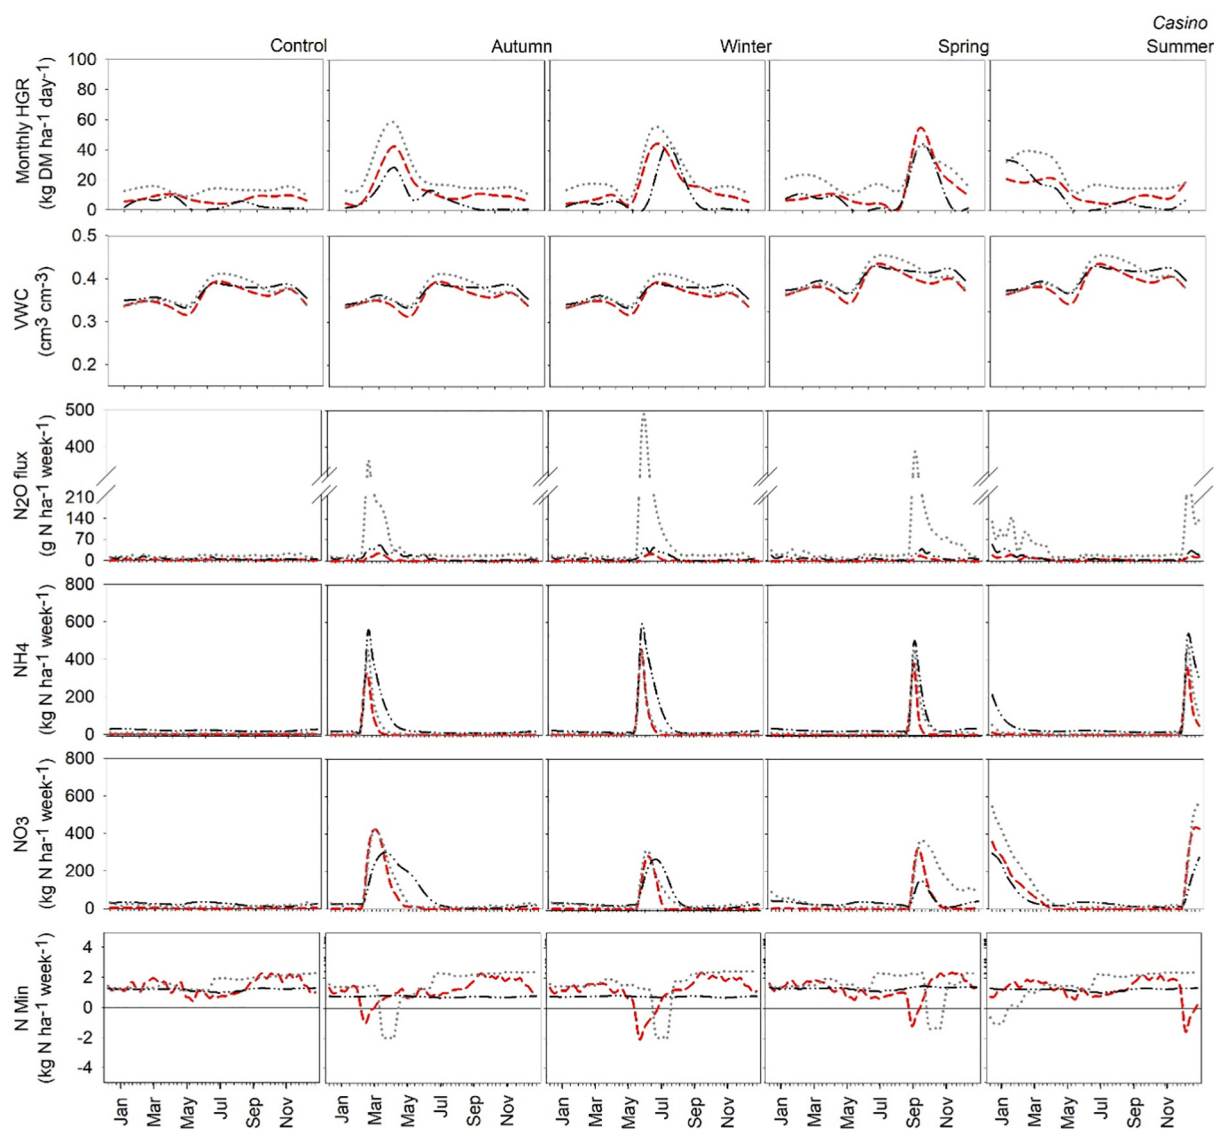 Casino
Control Autumn Winter Spring Summer
Monthly HGR
(kg DM ha-1 day-1)
100
80
60
40
20
0
VWC
(cm3 cm-3)
0.5
0.4
0.3
0.2
N2O flux
(g N ha-1 week-1)
500
400
210
140
70
0
NH4
(kg N ha-1 week-1)
800
600
400
200
0
NO3
(kg N ha-1 week-1)
800
600
400
200
0
N Min
(kg N ha-1 week-1)
4
2
0
-2
-4
Jan Mar May Jul Sep Nov Jan Mar May Jul Sep Nov Jan Mar May Jul Sep Nov Jan Mar May Jul Sep Nov Jan Mar May Jul Sep Nov